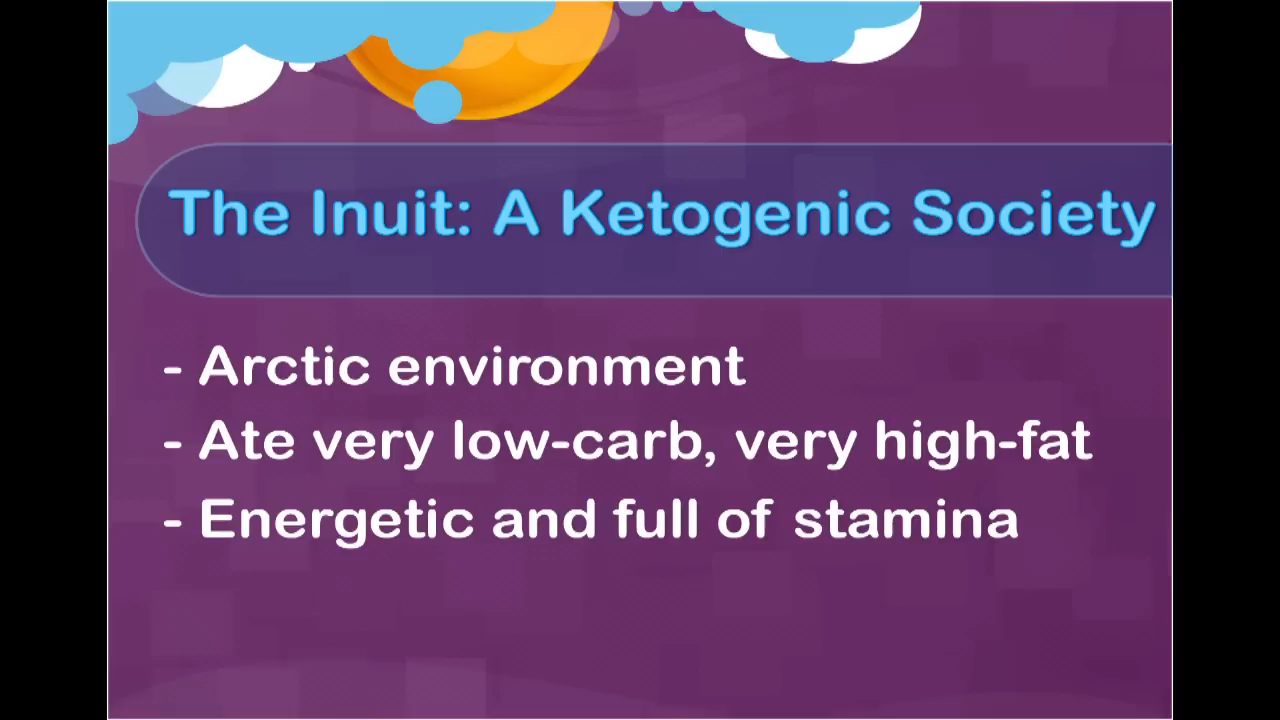 The Inuit: A Ketogenic Society
- Arctic environment
- Ate very low-carb, very high-fat
- Energetic and full of stamina